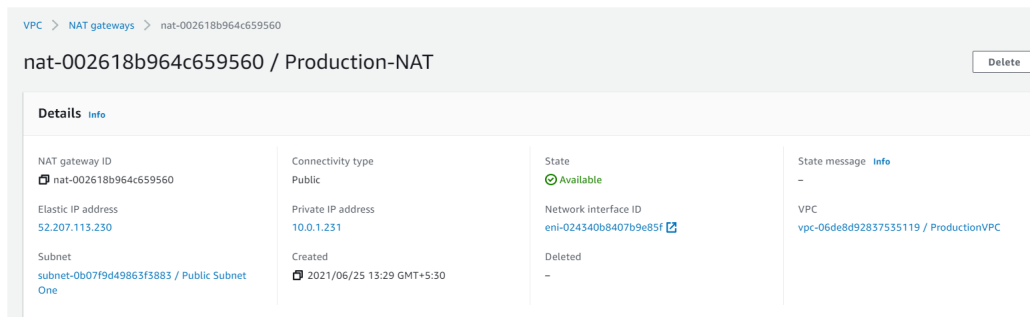 VPC > NAT gateways > nat-002618b964c659560
nat-002618b964c659560 / Production-NAT
Delete
Details Info
NAT gateway ID
nat-002618b964c659560
Connectivity type
Public
State
Available
State message Info
–
Elastic IP address
52.207.113.230
Private IP address
10.0.1.231
Network interface ID
eni-024340b8407b9e85f
VPC
vpc-06de8d92837535119 / ProductionVPC
Subnet
subnet-0b07f9d49863f3883 / Public Subnet
One
Created
2021/06/25 13:29 GMT+5:30
Deleted
–